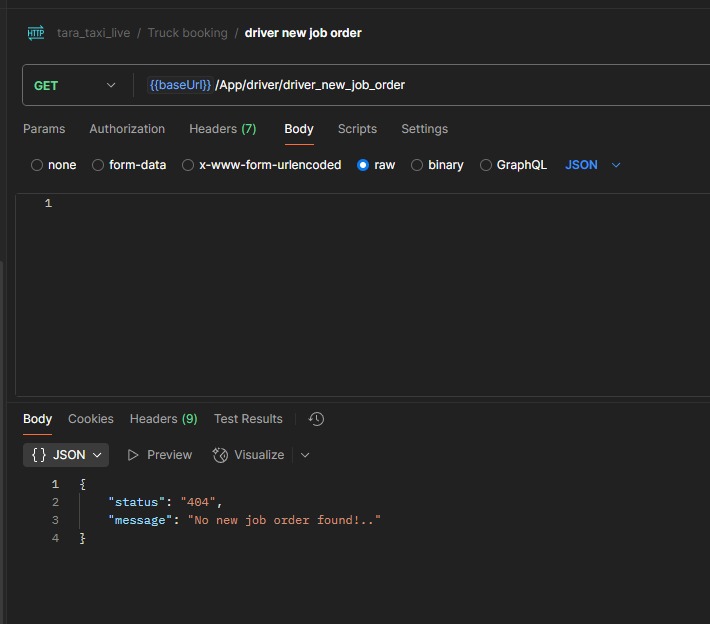 HTTP tara_taxi_live / Truck booking / driver new job order
GET {{baseUrl}} /App/driver/driver_new_job_order
Params Authorization Headers (7) Body Scripts Settings
none form-data x-www-form-urlencoded raw binary GraphQL JSON
1
Body Cookies Headers (9) Test Results
{} JSON Preview Visualize
1 {
2 "status": "404",
3 "message": "No new job order found!.."
4 }